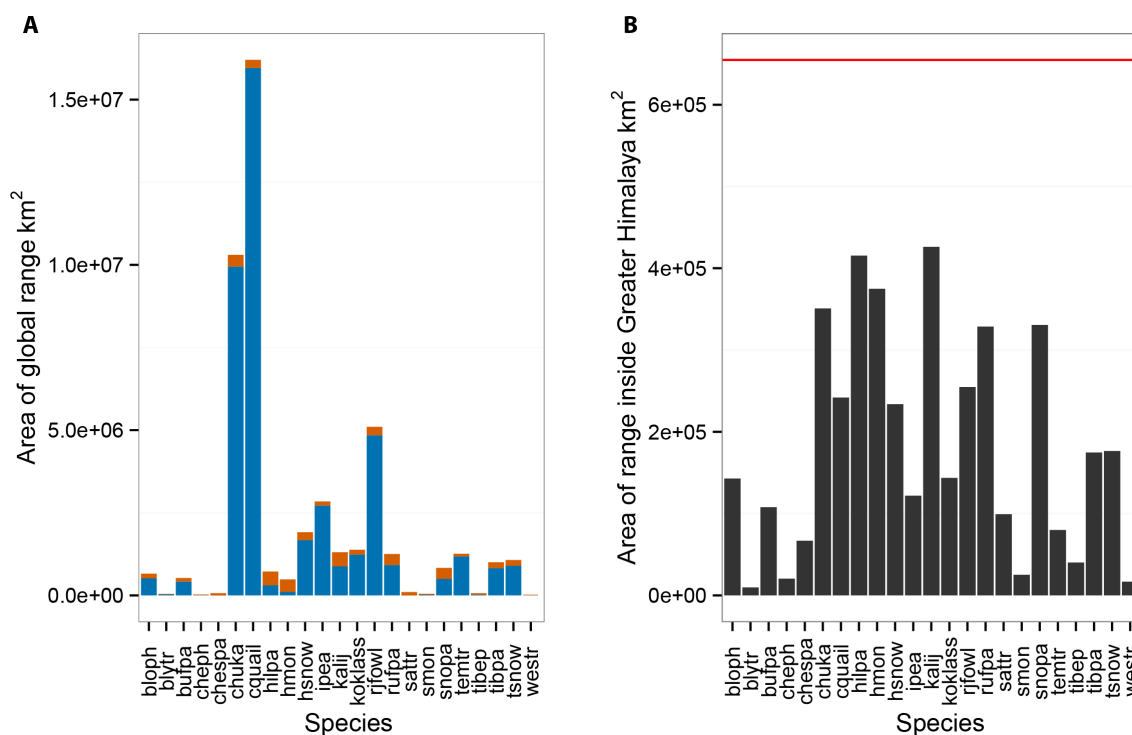 A
Area of global range km²
1.5e+07
1.0e+07
5.0e+06
0.0e+00
bloph
blytr
bufpa
cheph
chespa
chuka
cquail
hilpa
hmon
hsnow
ipea
kalij
koklass
rjfowl
rufpa
sattr
smon
snopa
temtr
tibep
tibpa
tsnow
westr
Species
B
Area of range inside Greater Himalaya km²
6e+05
4e+05
2e+05
0e+00
bloph
blytr
bufpa
cheph
chespa
chuka
cquail
hilpa
hmon
hsnow
ipea
kalij
koklass
rjfowl
rufpa
sattr
smon
snopa
temtr
tibep
tibpa
tsnow
westr
Species